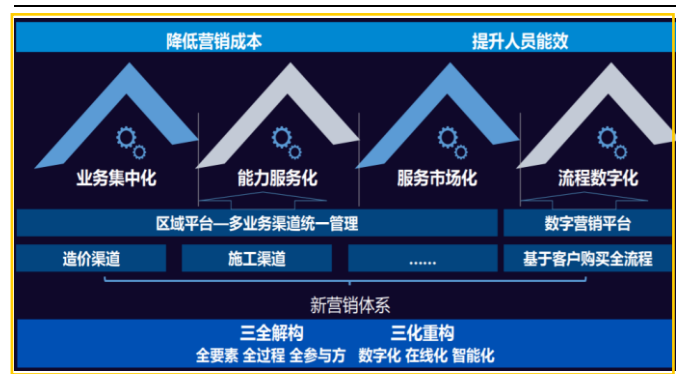 降低营销成本 提升人员能效
业务集中化 能力服务化 服务市场化 流程数字化
区域平台—多业务渠道统一管理 数字营销平台
造价渠道 施工渠道 …… 基于客户购买全流程
新营销体系
三全解构 三化重构
全要素 全过程 全参与方 数字化 在线化 智能化